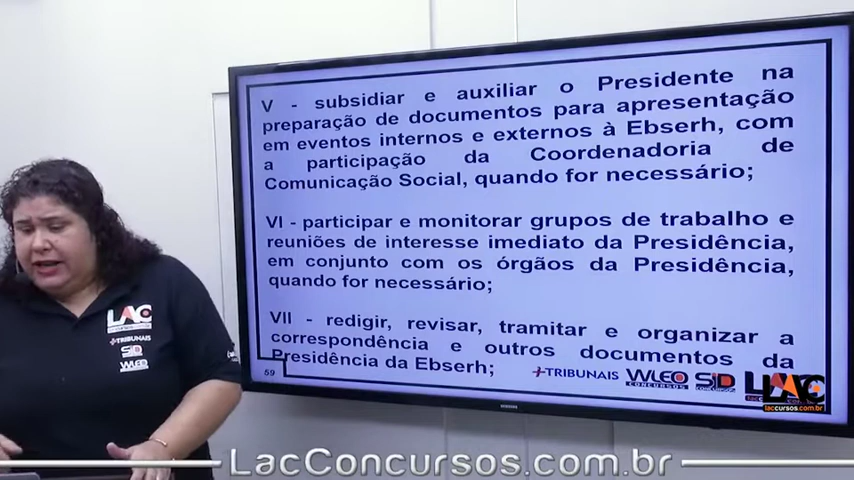 V - subsidiar e auxiliar o Presidente na
preparação de documentos para apresentação
em eventos internos e externos à Ebserh, com
a participação da Coordenadoria de
Comunicação Social, quando for necessário;
VI - participar e monitorar grupos de trabalho e
reuniões de interesse imediato da Presidência,
em conjunto com os órgãos da Presidência,
quando for necessário;
VII - redigir, revisar, tramitar e organizar a
correspondência e outros documentos da
Presidência da Ebserh;
59
+TRIBUNAIS
WLEO
CONCURSOS
SID
LAC
lacconcursos.com.br
LAC
+TRIBUNAIS
SID
WLEO
LacConcursos.com.br